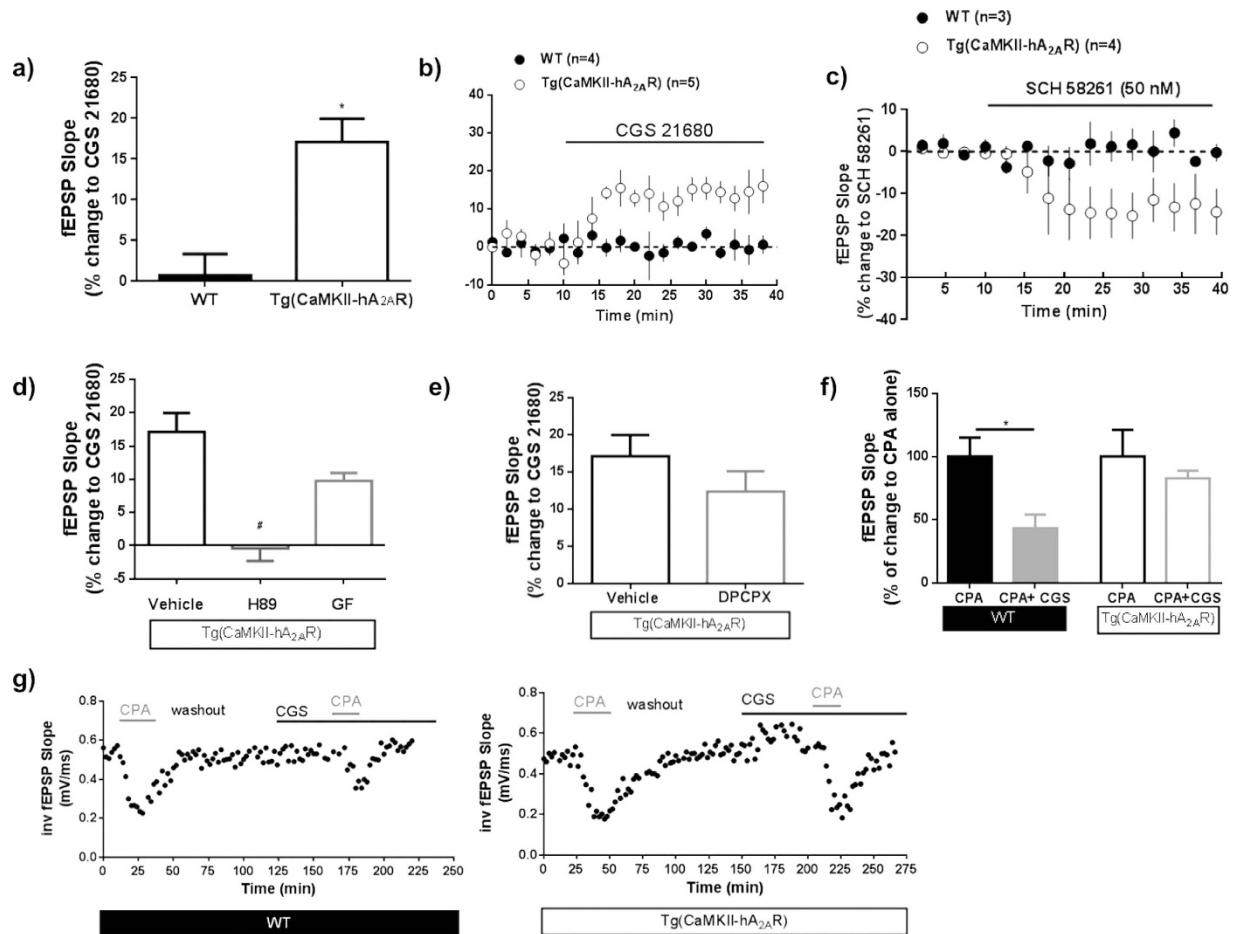 a)
fEPSP Slope
(% change to CGS 21680)
25
20
15
10
5
0
*
WT
Tg(CaMKII-hA2AR)
b)
WT (n=4)
Tg(CaMKII-hA2AR) (n=5)
40
30
20
10
0
-10
CGS 21680
0 5 10 15 20 25 30 35 40
Time (min)
WT (n=3)
Tg(CaMKII-hA2AR) (n=4)
c)
SCH 58261 (50 nM)
fEPSP Slope
(% change to SCH 58261)
10
0
-10
-20
-30
-40
0 5 10 15 20 25 30 35 40
Time (min)
d)
fEPSP Slope
(% change to CGS 21680)
25
20
15
10
5
0
-5
#
Vehicle H89 GF
Tg(CaMKII-hA2AR)
e)
fEPSP Slope
(% change to CGS 21680)
25
20
15
10
5
0
Vehicle DPCPX
Tg(CaMKII-hA2AR)
f)
fEPSP Slope
(% of change to CPA alone)
150
100
50
0
*
CPA CPA+ CGS CPA CPA+CGS
WT Tg(CaMKII-hA2AR)
g)
inv fEPSP Slope
(mV/ms)
0.8
0.6
0.4
0.2
0.0
CPA washout CGS CPA
0 25 50 75 100 125 150 175 200 225 250
Time (min)
WT
inv fEPSP Slope
(mV/ms)
0.8
0.6
0.4
0.2
0.0
CPA washout CGS CPA
0 25 50 75 100 125 150 175 200 225 250 275
Time (min)
Tg(CaMKII-hA2AR)